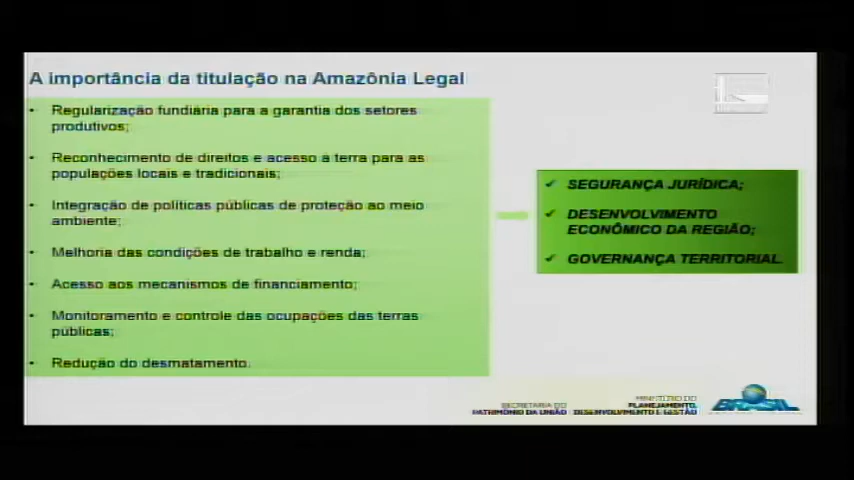 A importância da titulação na Amazônia Legal
• Regularização fundiária para a garantia dos setores
produtivos;
• Reconhecimento de direitos e acesso à terra para as
populações locais e tradicionais;
• Integração de políticas públicas de proteção ao meio
ambiente;
• Melhoria das condições de trabalho e renda;
• Acesso aos mecanismos de financiamento;
• Monitoramento e controle das ocupações das terras
públicas;
• Redução do desmatamento.
✓ SEGURANÇA JURÍDICA;
✓ DESENVOLVIMENTO
ECONÔMICO DA REGIÃO;
✓ GOVERNANÇA TERRITORIAL.
SECRETARIA DO
PATRIMÔNIO DA UNIÃO
MINISTÉRIO DO
PLANEJAMENTO,
DESENVOLVIMENTO E GESTÃO
BRASIL